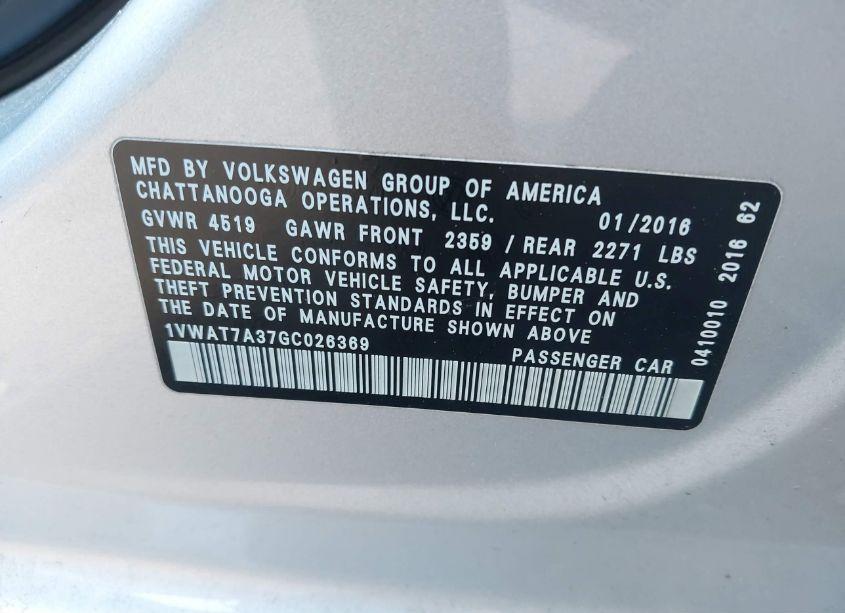 MFD BY VOLKSWAGEN GROUP OF AMERICA
CHATTANOOGA OPERATIONS, LLC.
01/2016
GVWR 4519 GAWR FRONT 2359 / REAR 2271 LBS
THIS VEHICLE CONFORMS TO ALL APPLICABLE U.S.
FEDERAL MOTOR VEHICLE SAFETY, BUMPER AND
THEFT PREVENTION STANDARDS IN EFFECT ON
THE DATE OF MANUFACTURE SHOWN ABOVE.
1VWAT7A37GC026369
PASSENGER CAR
0410010 2016 62